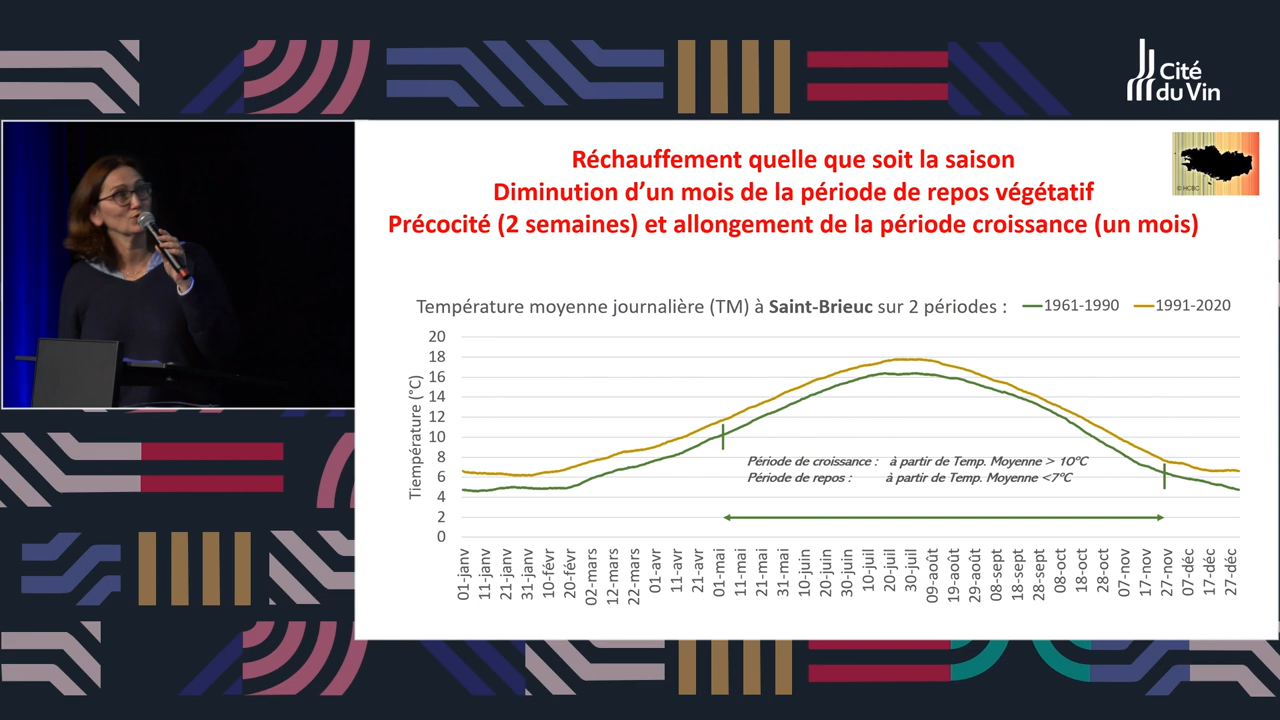 Cité
du Vin
Réchauffement quelle que soit la saison
Diminution d'un mois de la période de repos végétatif
Précocité (2 semaines) et allongement de la période croissance (un mois)
© HCBC
Température moyenne journalière (TM) à Saint-Brieuc sur 2 périodes : 1961-1990 1991-2020
Tiempérature (°C)
20
18
16
14
12
10
8
6
4
2
0
Période de croissance : à partir de Temp. Moyenne > 10°C
Période de repos : à partir de Temp. Moyenne <7°C
01-janv 11-janv 21-janv 31-janv 10-févr 20-févr 02-mars 12-mars 22-mars 01-avr 11-avr 21-avr 01-mai 11-mai 21-mai 31-mai 10-juin 20-juin 30-juin 10-juil 20-juil 30-juil 09-août 19-août 29-août 08-sept 18-sept 28-sept 08-oct 18-oct 28-oct 07-nov 17-nov 27-nov 07-déc 17-déc 27-déc